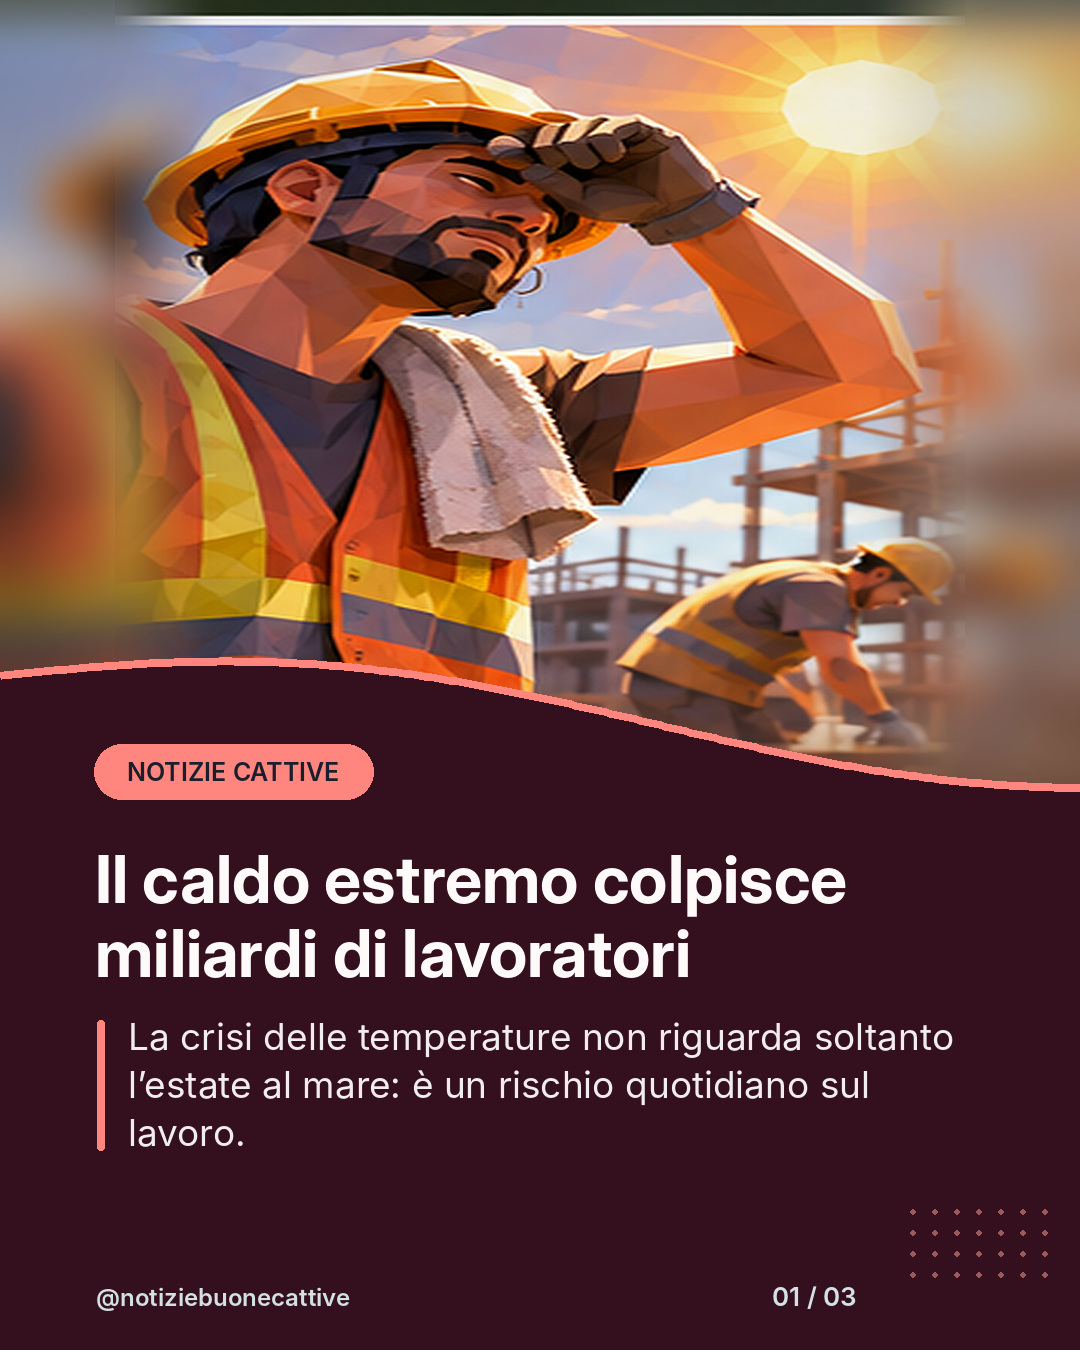 NOTIZIE CATTIVE
Il caldo estremo colpisce
miliardi di lavoratori
La crisi delle temperature non riguarda soltanto
l’estate al mare: è un rischio quotidiano sul
lavoro.
@notiziebuonecattive
01 / 03